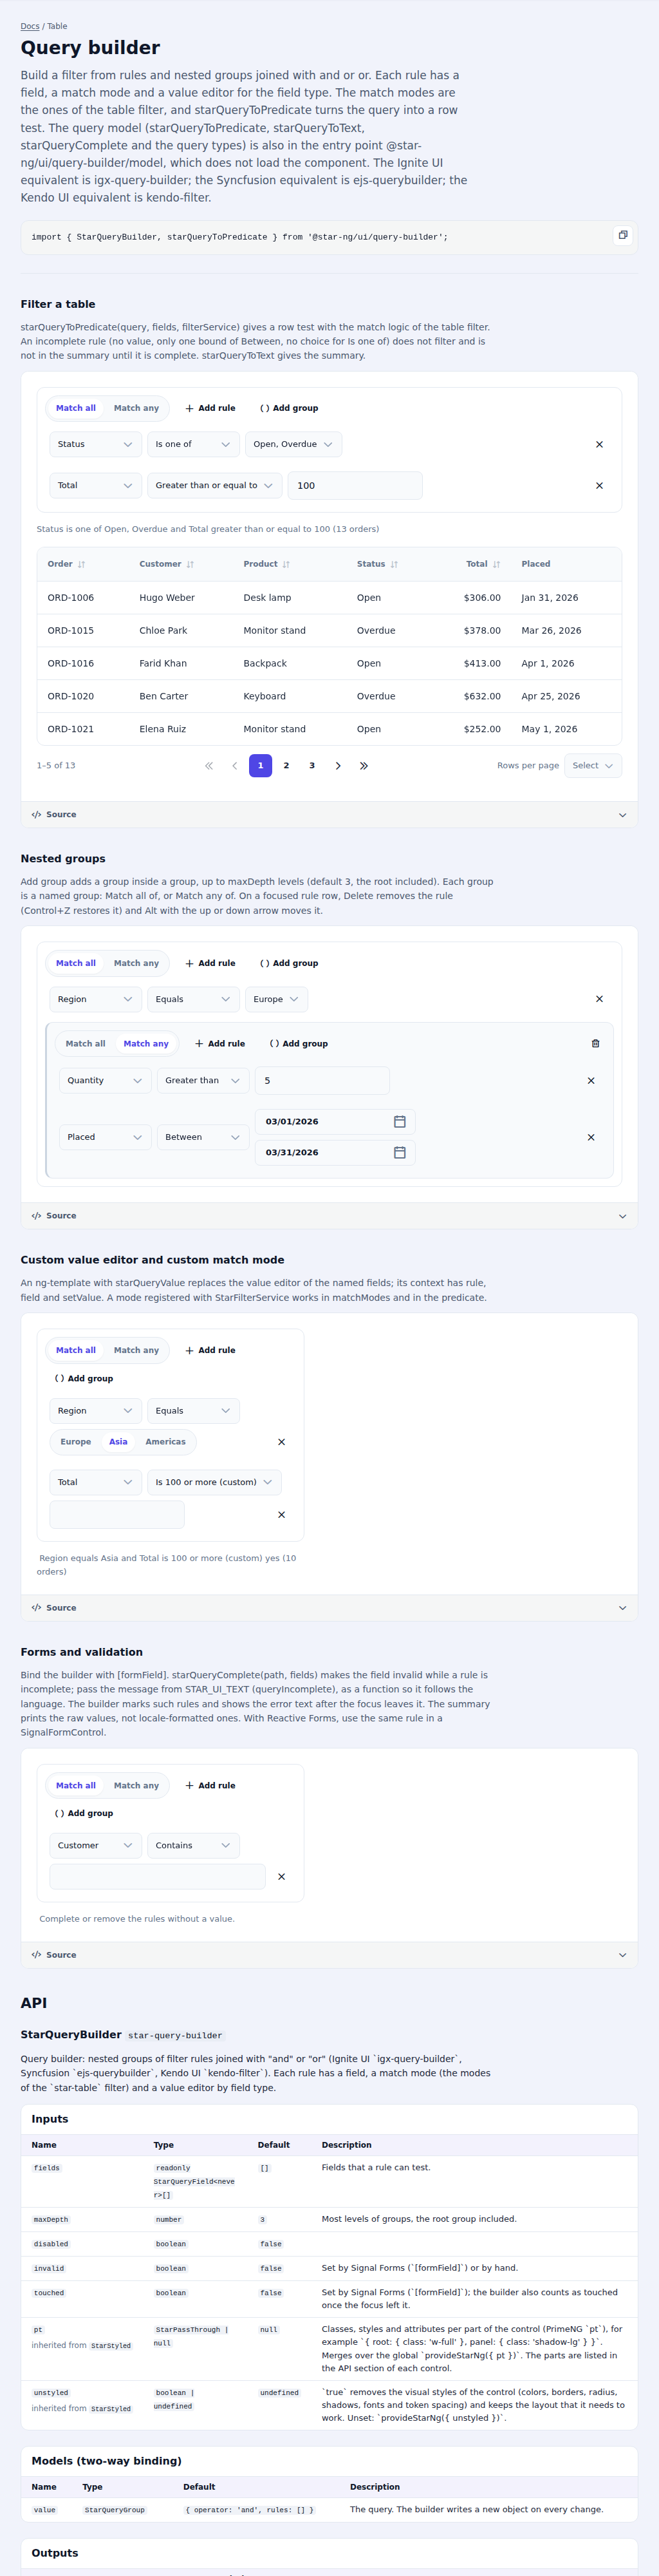 Docs / Table
Query builder
Build a filter from rules and nested groups joined with and or or. Each rule has a
field, a match mode and a value editor for the field type. The match modes are
the ones of the table filter, and starQueryToPredicate turns the query into a row
test. The query model (starQueryToPredicate, starQueryToText,
starQueryComplete and the query types) is also in the entry point @star-
ng/ui/query-builder/model, which does not load the component. The Ignite UI
equivalent is igx-query-builder, the Syncfusion equivalent is ejs-querybuilder; the
Kendo UI equivalent is kendo-filter.
import { StarQueryBuilder, starQueryToPredicate } from '@star-ng/ui/query-builder';
Filter a table
starQueryToPredicate(query, fields, filterService) gives a row test with the match logic of the table filter.
An incomplete rule (no value, only one bound of Between, no choice for Is one of) does not filter and is
not in the summary until it is complete. starQueryToText gives the summary.
Match all Match any Add rule Add group
Status Is one of Open, Overdue
Total Greater than or equal to 100
Status is one of Open, Overdue and Total greater than or equal to 100 (13 orders)
Order Customer Product Status Total Placed
ORD-1006 Hugo Weber Desk lamp Open $306.00 Jan 31, 2026
ORD-1015 Chloe Park Monitor stand Overdue $378.00 Mar 26, 2026
ORD-1016 Farid Khan Backpack Open $413.00 Apr 1, 2026
ORD-1020 Ben Carter Keyboard Overdue $632.00 Apr 25, 2026
ORD-1021 Elena Ruiz Monitor stand Open $252.00 May 1, 2026
1–5 of 13 1 2 3 Rows per page Select
Source
Nested groups
Add group adds a group inside a group, up to maxDepth levels (default 3, the root included). Each group
is a named group: Match all of, or Match any of. On a focused rule row, Delete removes the rule
(Control+Z restores it) and Alt with the up or down arrow moves it.
Match all Match any Add rule Add group
Region Equals Europe
Match all Match any Add rule Add group
Quantity Greater than 5
03/01/2026
Placed Between
03/31/2026
Source
Custom value editor and custom match mode
An ng-template with starQueryValue replaces the value editor of the named fields; its context has rule,
field and setValue. A mode registered with StarFilterService works in matchModes and in the predicate.
Match all Match any Add rule
Add group
Region Equals
Europe Asia Americas
Total Is 100 or more (custom)
Region equals Asia and Total is 100 or more (custom) yes (10
orders)
Source
Forms and validation
Bind the builder with [formField]. starQueryComplete(path, fields) makes the field invalid while a rule is
incomplete; pass the message from STAR_UI_TEXT (queryIncomplete), as a function so it follows the
language. The builder marks such rules and shows the error text after the focus leaves it. The summary
prints the raw values, not locale-formatted ones. With Reactive Forms, use the same rule in a
SignalFormControl.
Match all Match any Add rule
Add group
Customer Contains
Complete or remove the rules without a value.
Source
API
StarQueryBuilder star-query-builder
Query builder: nested groups of filter rules joined with "and" or "or" (Ignite UI `igx-query-builder`,
Syncfusion `ejs-querybuilder`, Kendo UI `kendo-filter`). Each rule has a field, a match mode (the modes
of the `star-table` filter) and a value editor by field type.
Inputs
Name Type Default Description
fields readonly StarQueryField<never>[] [] Fields that a rule can test.
maxDepth number 3 Most levels of groups, the root group included.
disabled boolean false
invalid boolean false Set by Signal Forms (`[formField]`) or by hand.
touched boolean false Set by Signal Forms (`[formField]`); the builder also counts as touched
once the focus left it.
pt StarPassThrough | null null Classes, styles and attributes per part of the control (PrimeNG `pt`), for
inherited from StarStyled example `{ root: { class: 'w-full' }, panel: { class: 'shadow-lg' } }`.
Merges over the global `provideStarNg({ pt })`. The parts are listed in
the API section of each control.
unstyled boolean | undefined undefined `true` removes the visual styles of the control (colors, borders, radius,
inherited from StarStyled shadows, fonts and token spacing) and keeps the layout that it needs to
work. Unset: `provideStarNg({ unstyled })`.
Models (two-way binding)
Name Type Default Description
value StarQueryGroup { operator: 'and', rules: [] } The query. The builder writes a new object on every change.
Outputs